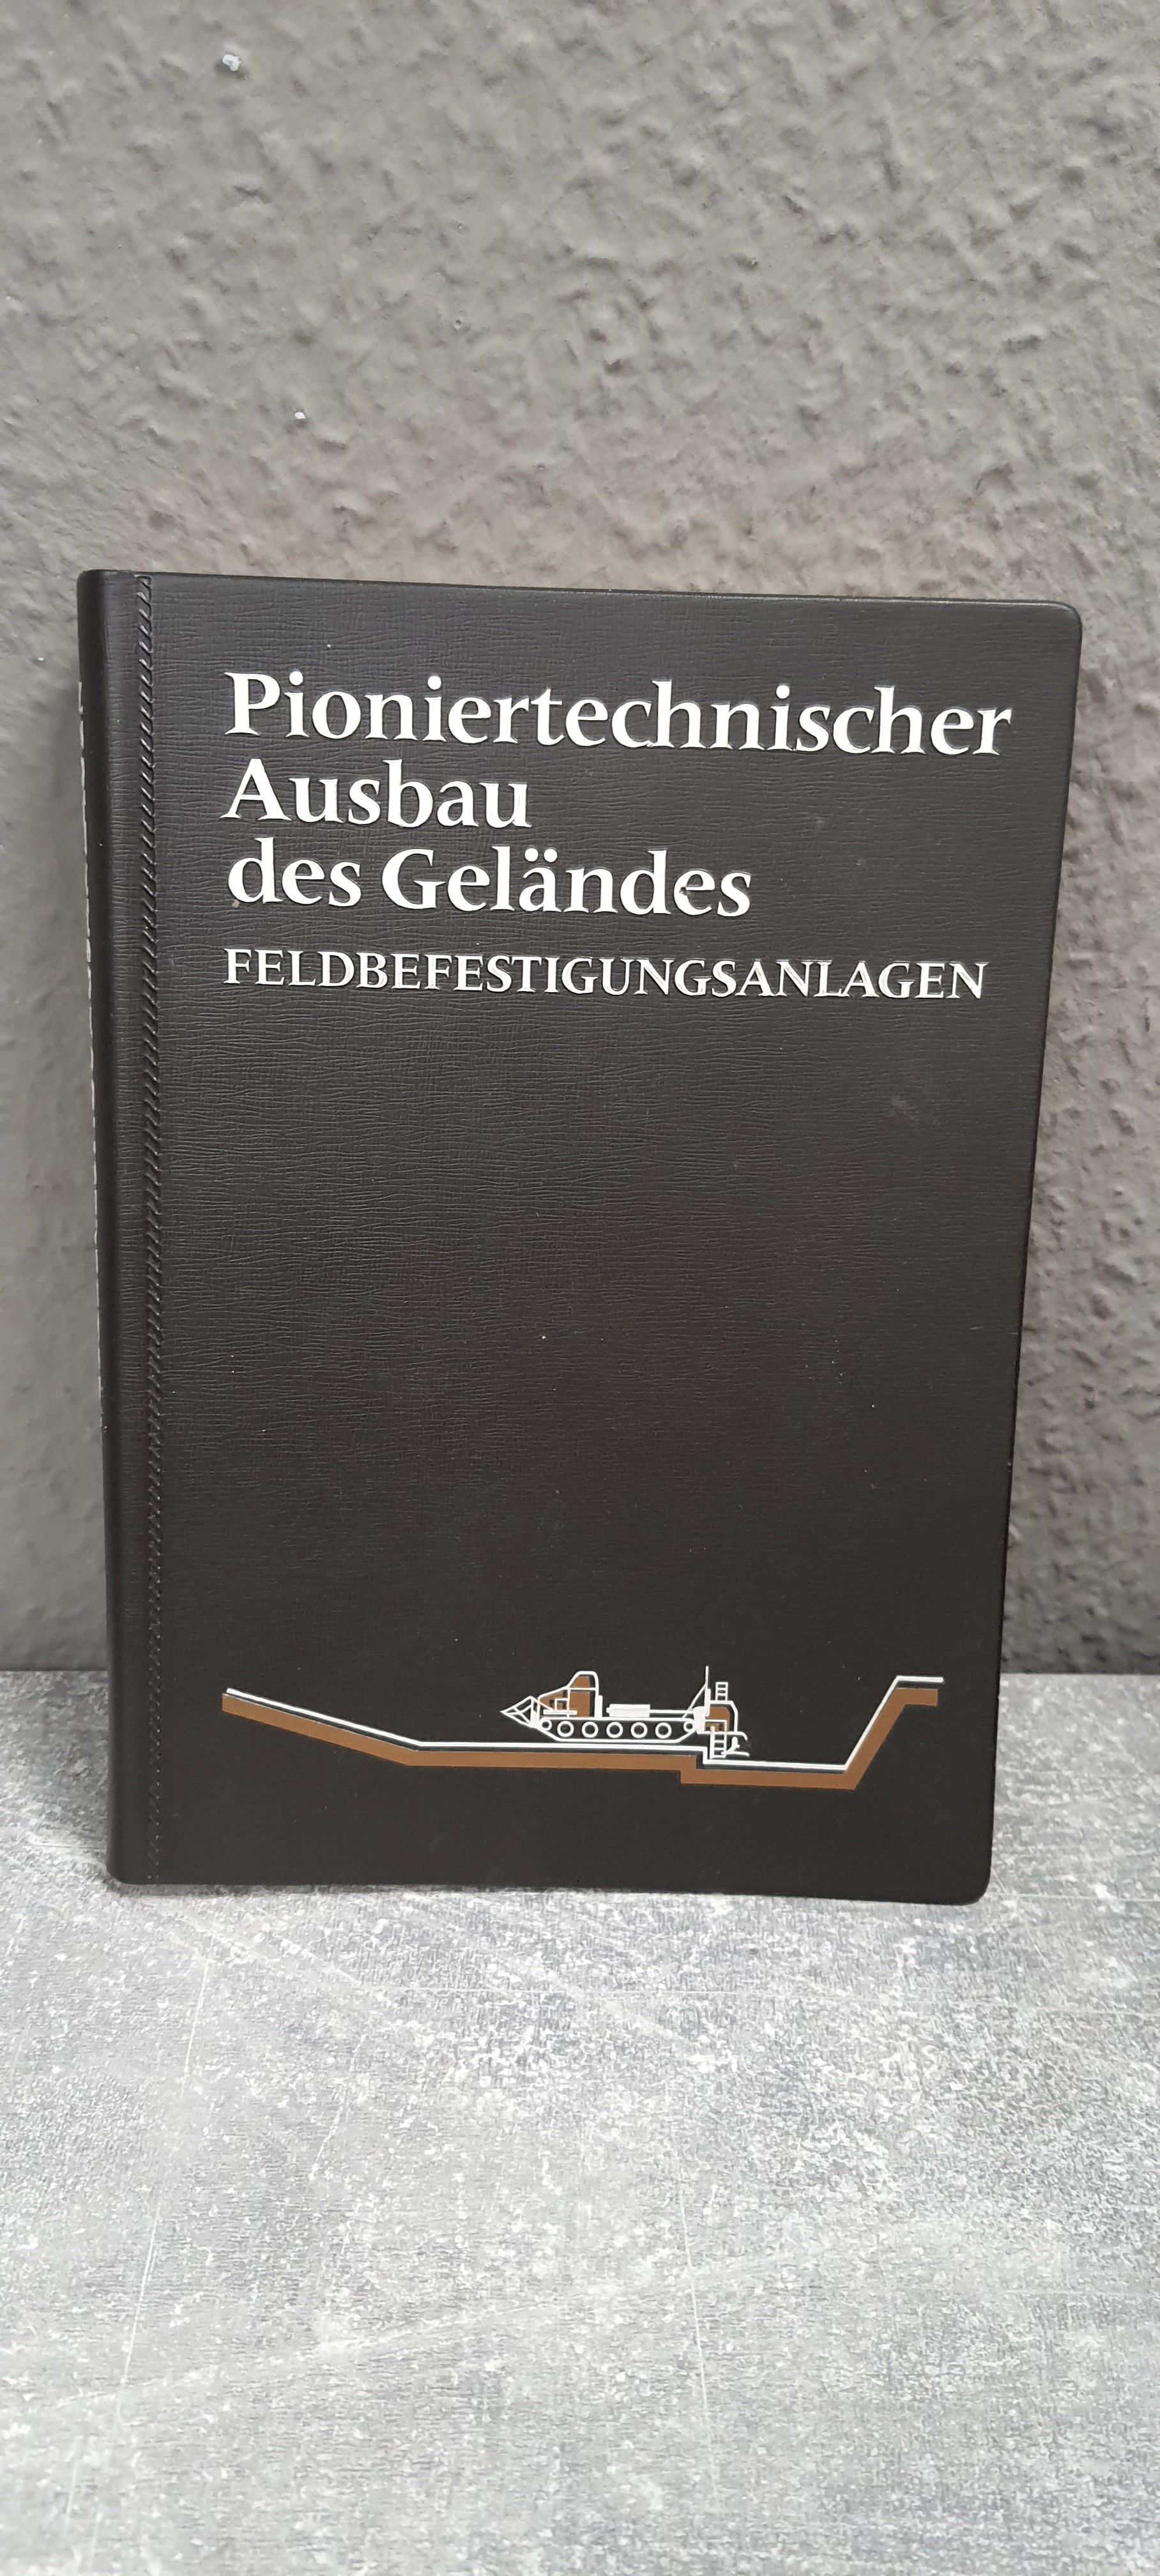 Pioniertechnischer
Ausbau
des Geländes
FELDBEFESTIGUNGSANLAGEN